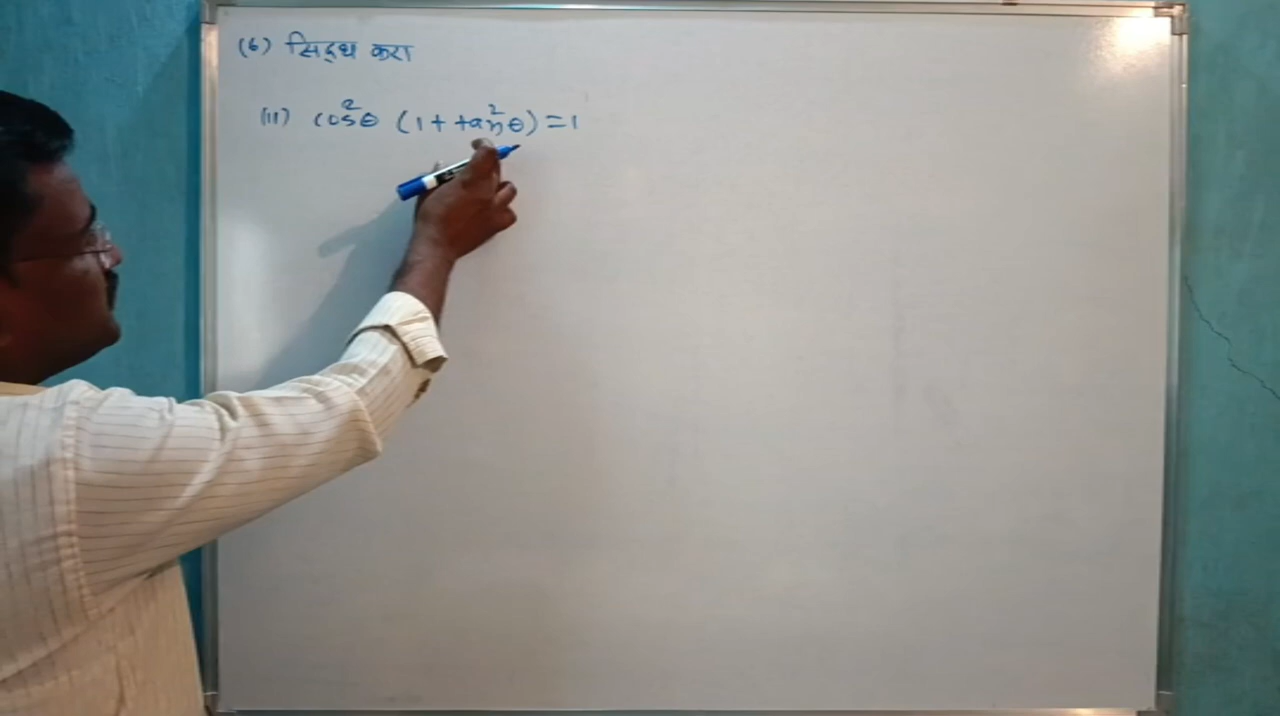 (6) सिद्ध करा
(ii) cos²θ (1 + tan²θ) = 1